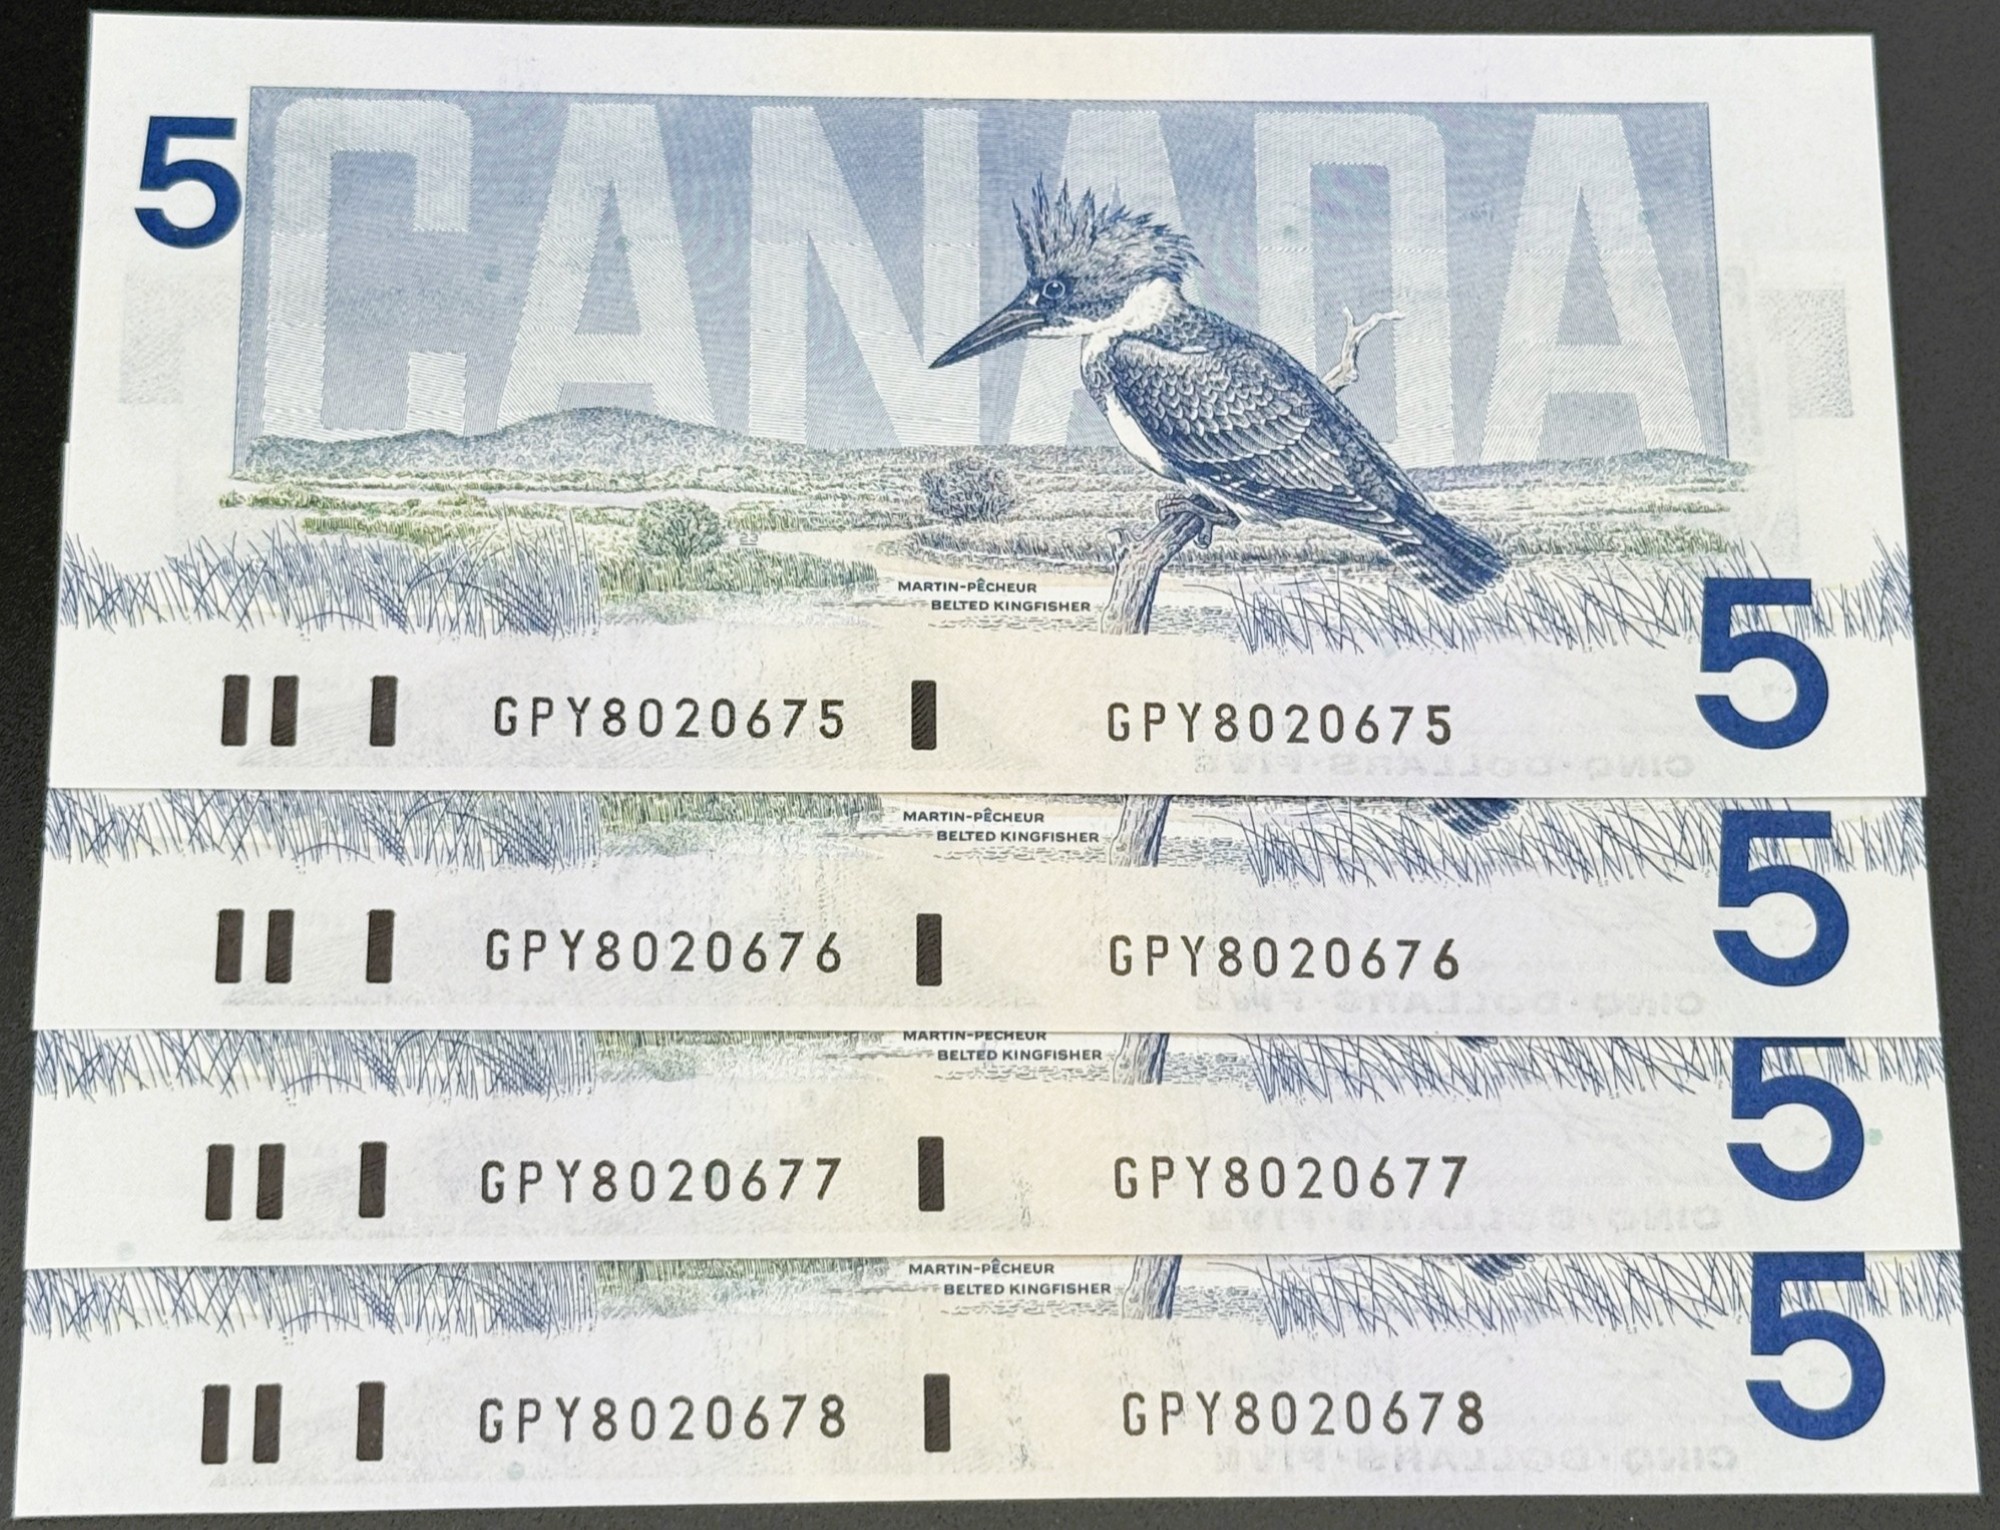 CANADA
5
MARTIN-PÊCHEUR
BELTED KINGFISHER
5
GPY8020675 GPY8020675
MARTIN-PÊCHEUR
BELTED KINGFISHER
5
GPY8020676 GPY8020676
MARTIN-PÊCHEUR
BELTED KINGFISHER
5
GPY8020677 GPY8020677
MARTIN-PÊCHEUR
BELTED KINGFISHER
5
GPY8020678 GPY8020678